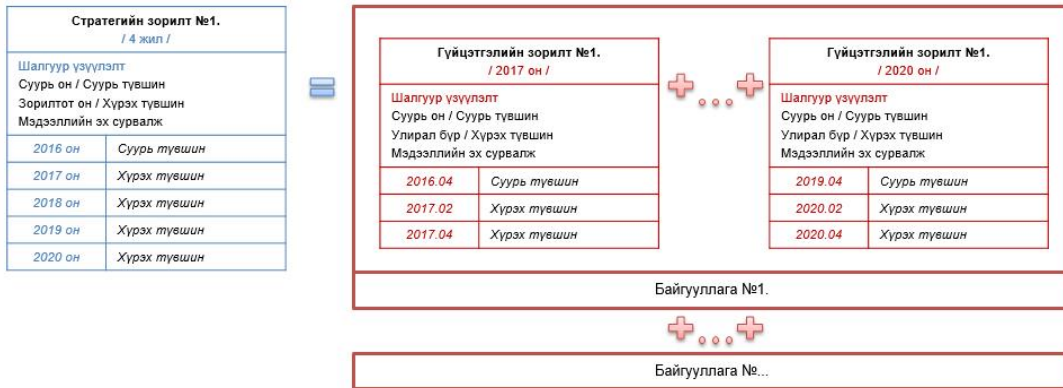 Стратегийн зорилт №1.
/ 4 жил /
Шалгуур үзүүлэлт
Суурь он / Суурь түвшин
Зорилтот он / Хүрэх түвшин
Мэдээллийн эх сурвалж
2016 он Суурь түвшин
2017 он Хүрэх түвшин
2018 он Хүрэх түвшин
2019 он Хүрэх түвшин
2020 он Хүрэх түвшин
Гүйцэтгэлийн зорилт №1.
/ 2017 он /
Шалгуур үзүүлэлт
Суурь он / Суурь түвшин
Улирал бүр / Хүрэх түвшин
Мэдээллийн эх сурвалж
2016.04 Суурь түвшин
2017.02 Хүрэх түвшин
2017.04 Хүрэх түвшин
Гүйцэтгэлийн зорилт №1.
/ 2020 он /
Шалгуур үзүүлэлт
Суурь он / Суурь түвшин
Улирал бүр / Хүрэх түвшин
Мэдээллийн эх сурвалж
2019.04 Суурь түвшин
2020.02 Хүрэх түвшин
2020.04 Хүрэх түвшин
Байгууллага №1.
Байгууллага №...